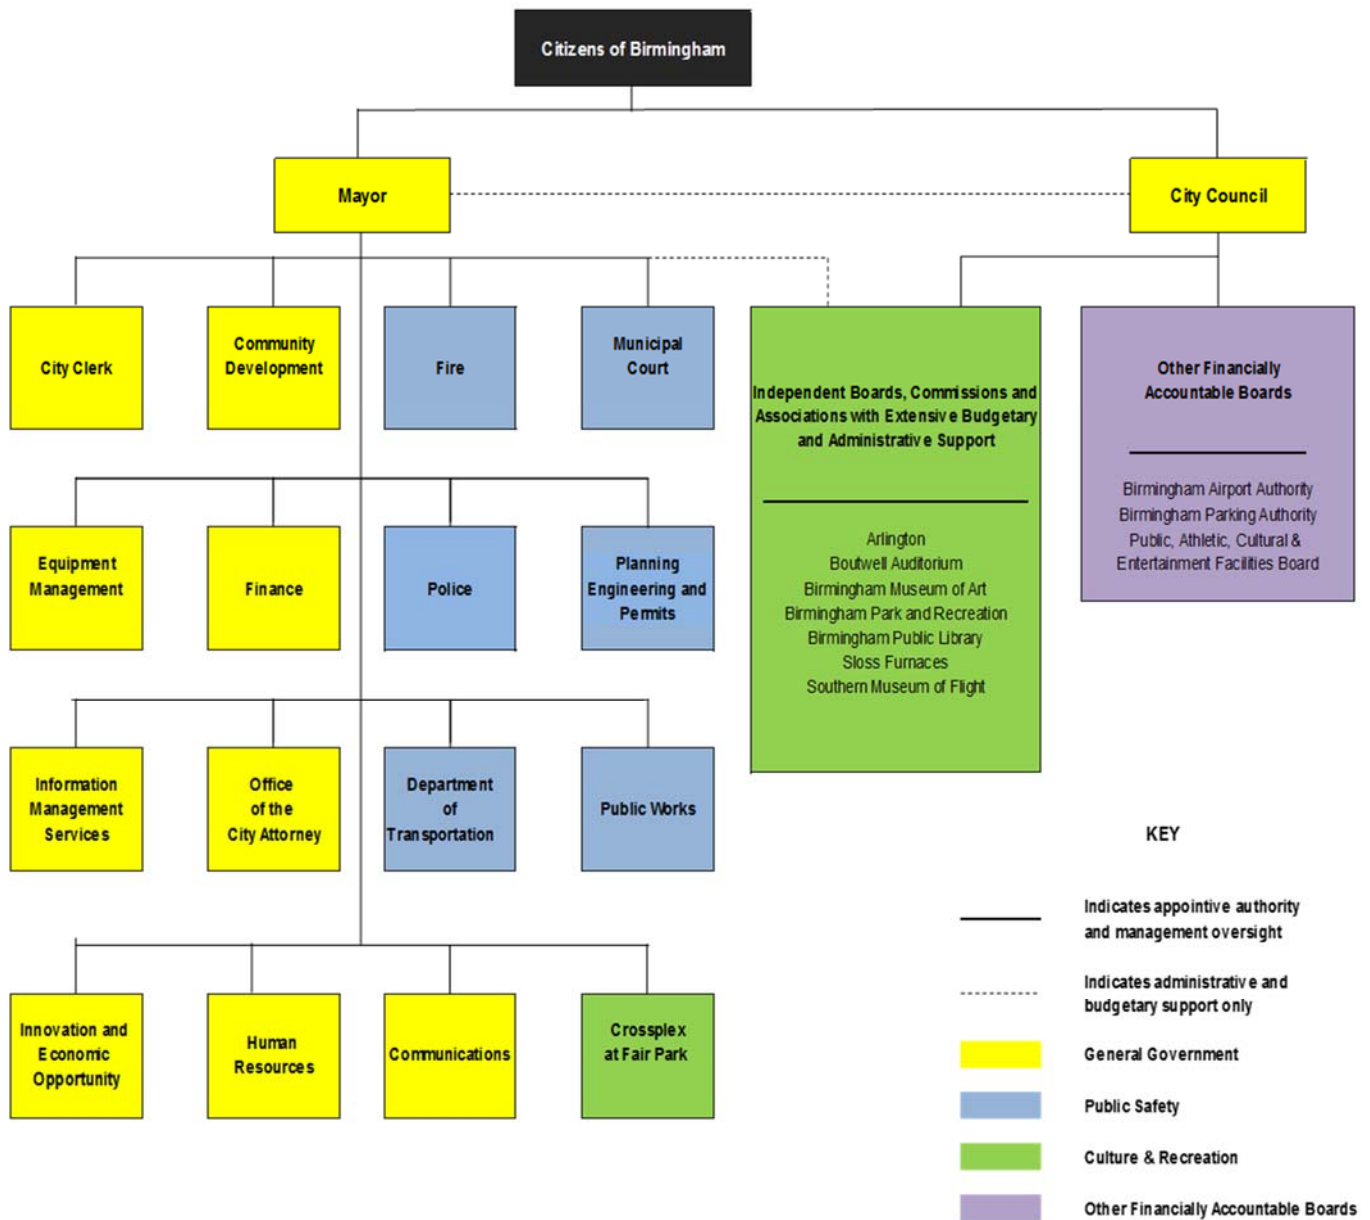 Citizens of Birmingham
Mayor
City Council
City Clerk
Community
Development
Fire
Municipal
Court
Independent Boards, Commissions and
Associations with Extensive Budgetary
and Administrative Support
Arlington
Boutwell Auditorium
Birmingham Museum of Art
Birmingham Park and Recreation
Birmingham Public Library
Sloss Furnaces
Southern Museum of Flight
Other Financially
Accountable Boards
Birmingham Airport Authority
Birmingham Parking Authority
Public, Athletic, Cultural &
Entertainment Facilities Board
Equipment
Management
Finance
Police
Planning
Engineering and
Permits
Information
Management
Services
Office
of the
City Attorney
Department
of
Transportation
Public Works
Innovation and
Economic
Opportunity
Human
Resources
Communications
Crossplex
at Fair Park
KEY
Indicates appointive authority
and management oversight
Indicates administrative and
budgetary support only
General Government
Public Safety
Culture & Recreation
Other Financially Accountable Boards